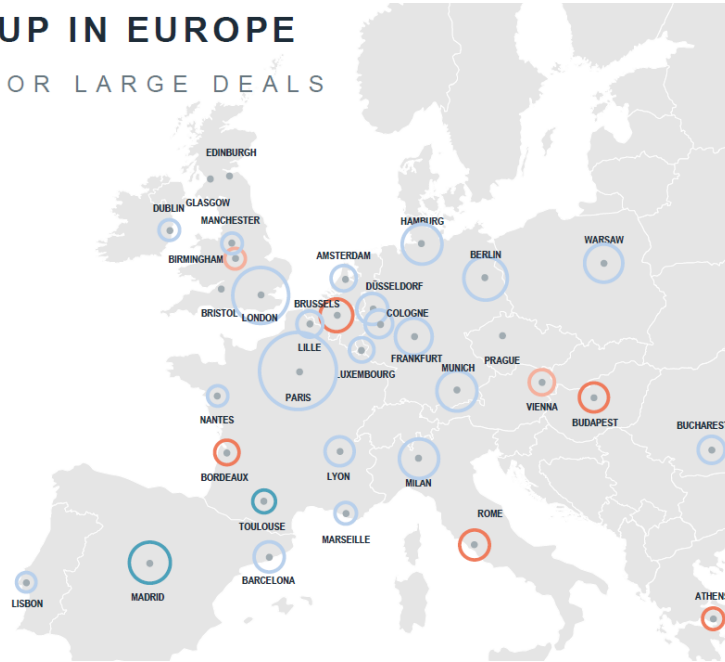 UP IN EUROPE
OR LARGE DEALS
EDINBURGH
GLASGOW
DUBLIN
MANCHESTER
BIRMINGHAM
BRISTOL
LONDON
HAMBURG
BERLIN
WARSAW
AMSTERDAM
DÜSSELDORF
BRUSSELS
COLOGNE
LILLE
FRANKFURT
LUXEMBOURG
MUNICH
PRAGUE
PARIS
VIENNA
BUDAPEST
NANTES
BUCHAREST
BORDEAUX
LYON
MILAN
TOULOUSE
MARSEILLE
ROME
BARCELONA
MADRID
LISBON
ATHENS